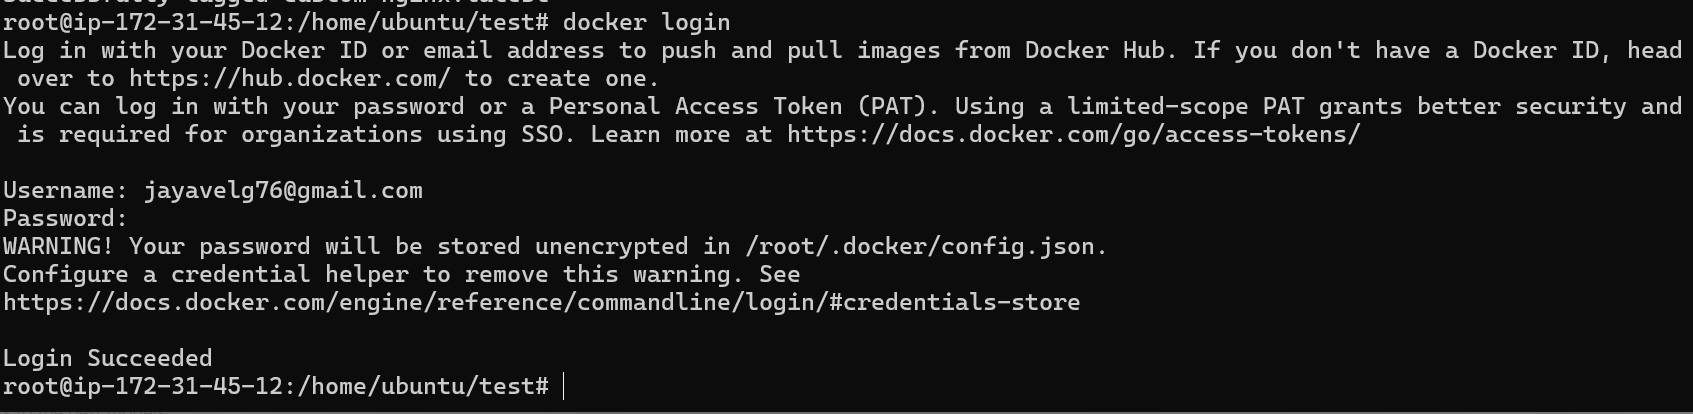 root@ip-172-31-45-12:/home/ubuntu/test# docker login
Log in with your Docker ID or email address to push and pull images from Docker Hub. If you don't have a Docker ID, head
 over to https://hub.docker.com/ to create one.
You can log in with your password or a Personal Access Token (PAT). Using a limited-scope PAT grants better security and
 is required for organizations using SSO. Learn more at https://docs.docker.com/go/access-tokens/

Username: jayavelg76@gmail.com
Password:
WARNING! Your password will be stored unencrypted in /root/.docker/config.json.
Configure a credential helper to remove this warning. See
https://docs.docker.com/engine/reference/commandline/login/#credentials-store

Login Succeeded
root@ip-172-31-45-12:/home/ubuntu/test#